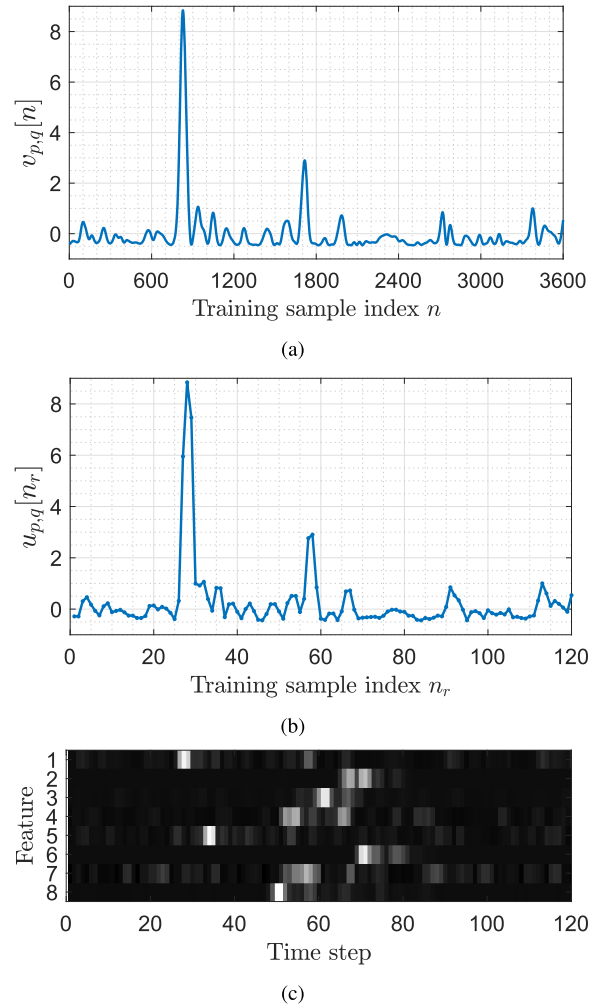 8
6
4
2
0
v_{p,q}[n]
0 600 1200 1800 2400 3000 3600
Training sample index n
(a)
8
6
4
2
0
u_{p,q}[n_r]
0 20 40 60 80 100 120
Training sample index n_r
(b)
1
2
3
4
5
6
7
8
Feature
0 20 40 60 80 100 120
Time step
(c)